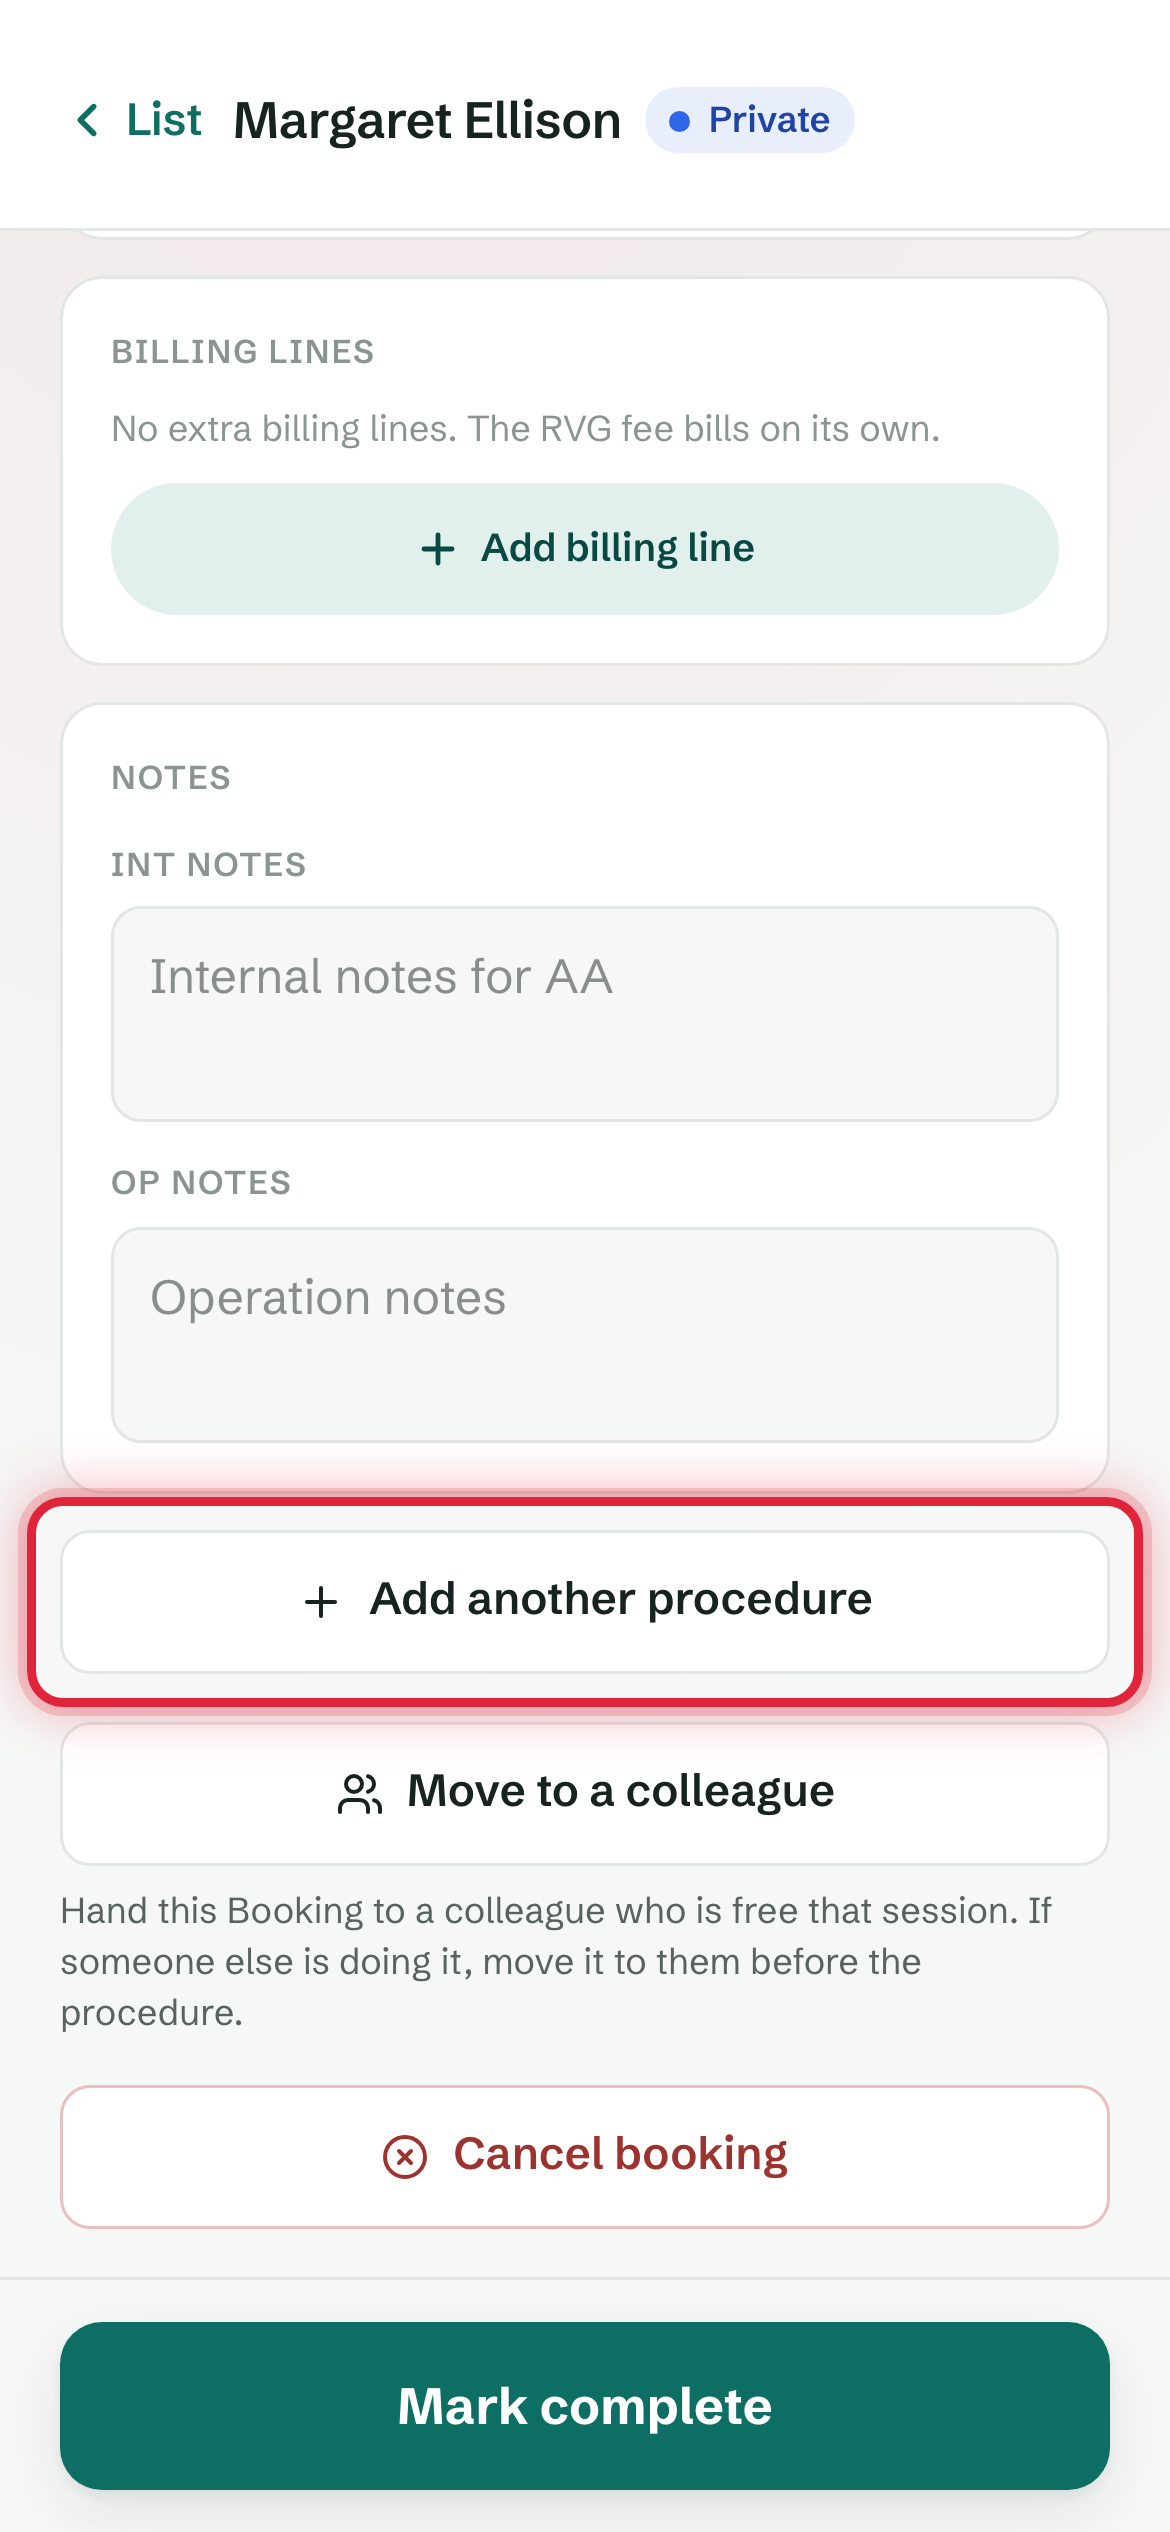 List Margaret Ellison Private
BILLING LINES
No extra billing lines. The RVG fee bills on its own.
Add billing line
NOTES
INT NOTES
Internal notes for AA
OP NOTES
Operation notes
Add another procedure
Move to a colleague
Hand this Booking to a colleague who is free that session. If
someone else is doing it, move it to them before the
procedure.
Cancel booking
Mark complete